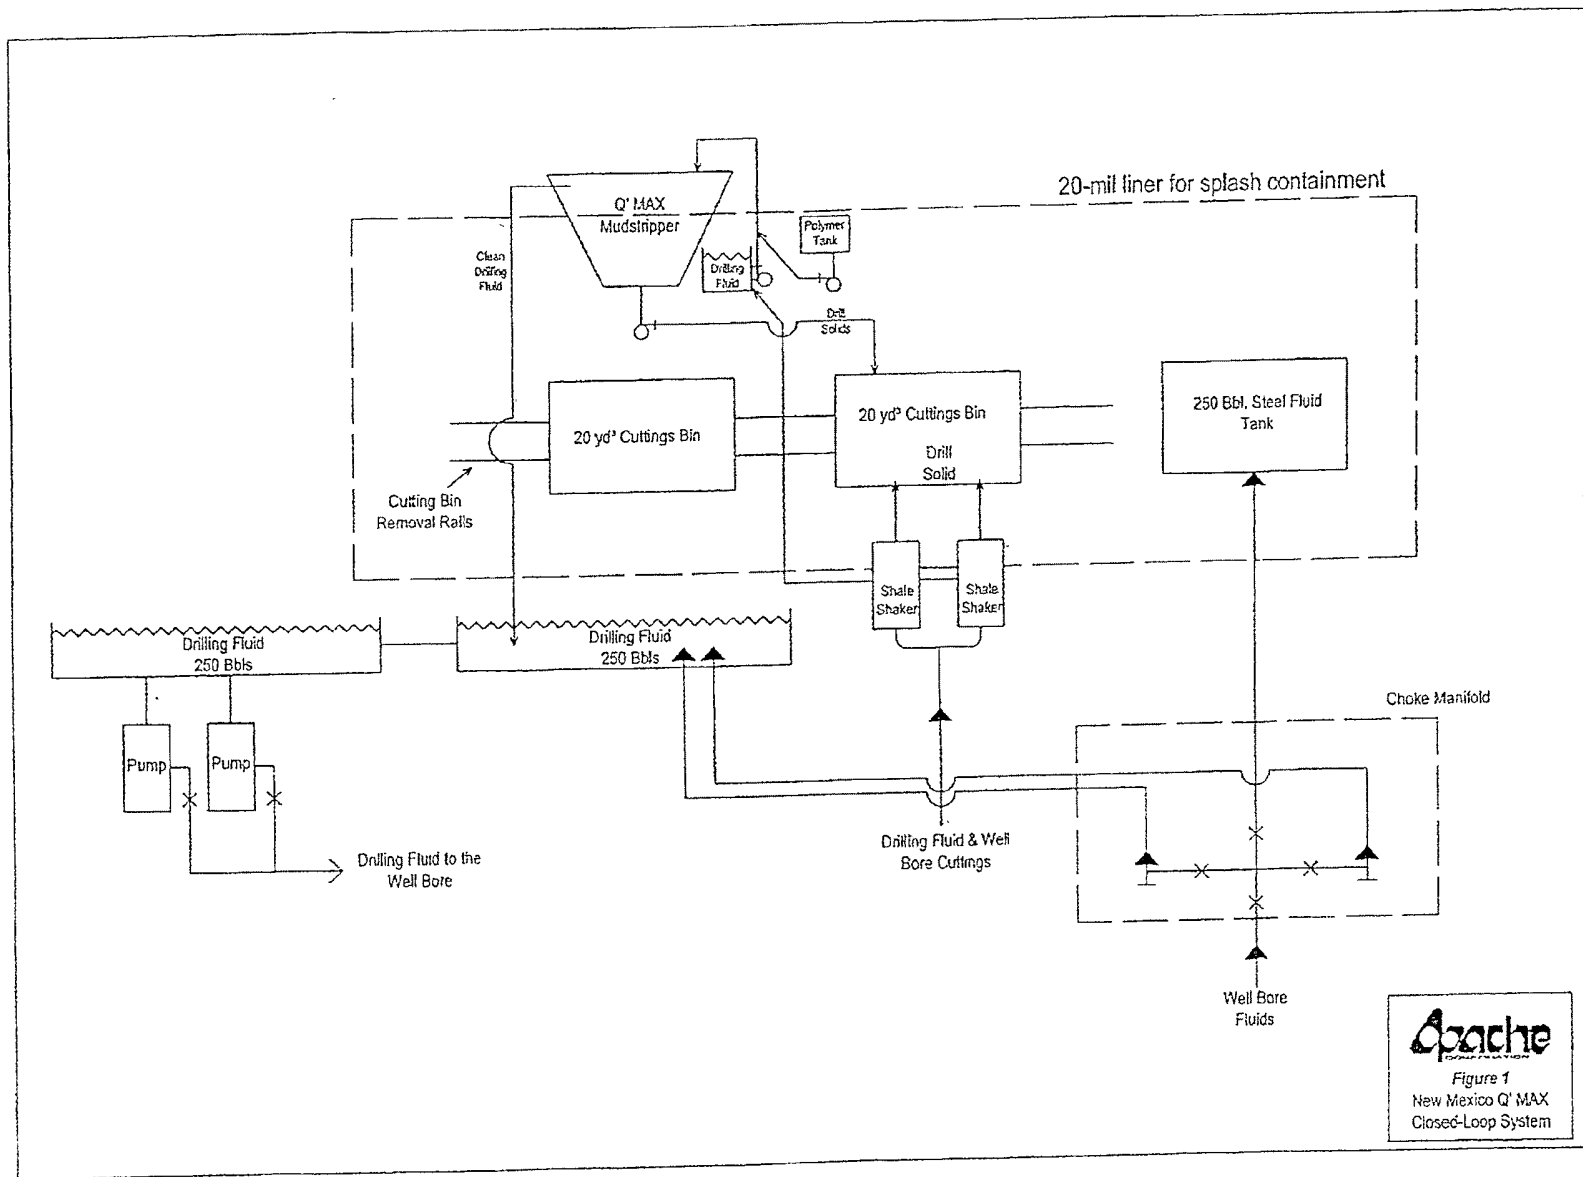 20-mil liner for splash containment
Q' MAX
Mudstripper
Polymer
Tank
Clean
Drilling
Fluid
Drilling
Fluid
Drill
Solids
20 yd³ Cuttings Bin
20 yd³ Cuttings Bin
Drill
Solid
250 Bbl, Steel Fluid
Tank
Cutting Bin
Removal Rails
Shale
Shaker
Shale
Shaker
Drilling Fluid
250 Bbls
Drilling Fluid
250 Bbls
Choke Manifold
Pump
Pump
Drilling Fluid to the
Well Bore
Drilling Fluid & Well
Bore Cuttings
Well Bore
Fluids
Apache
CORPORATION
Figure 1
New Mexico Q' MAX
Closed-Loop System